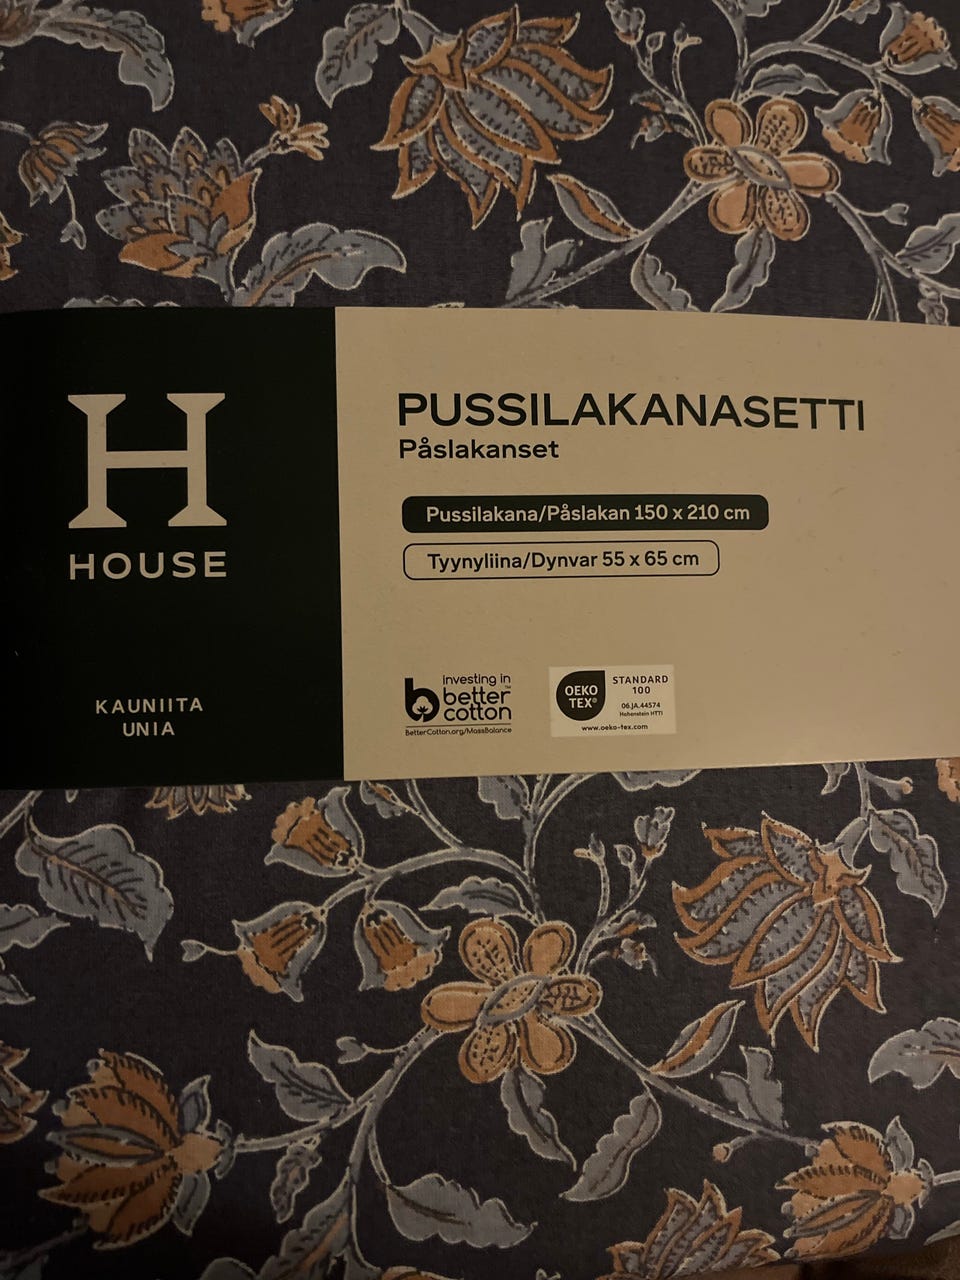 H
HOUSE
KAUNIITA
UNIA
PUSSILAKANASETTI
Påslakanset
Pussilakana/Påslakan 150 x 210 cm
Tyynyliina/Dynvar 55 x 65 cm
investing in
better™
cotton
BetterCotton.org/MassBalance
OEKO
TEX®
STANDARD
100
06.JA.44574
Hohenstein HTTI
www.oeko-tex.com